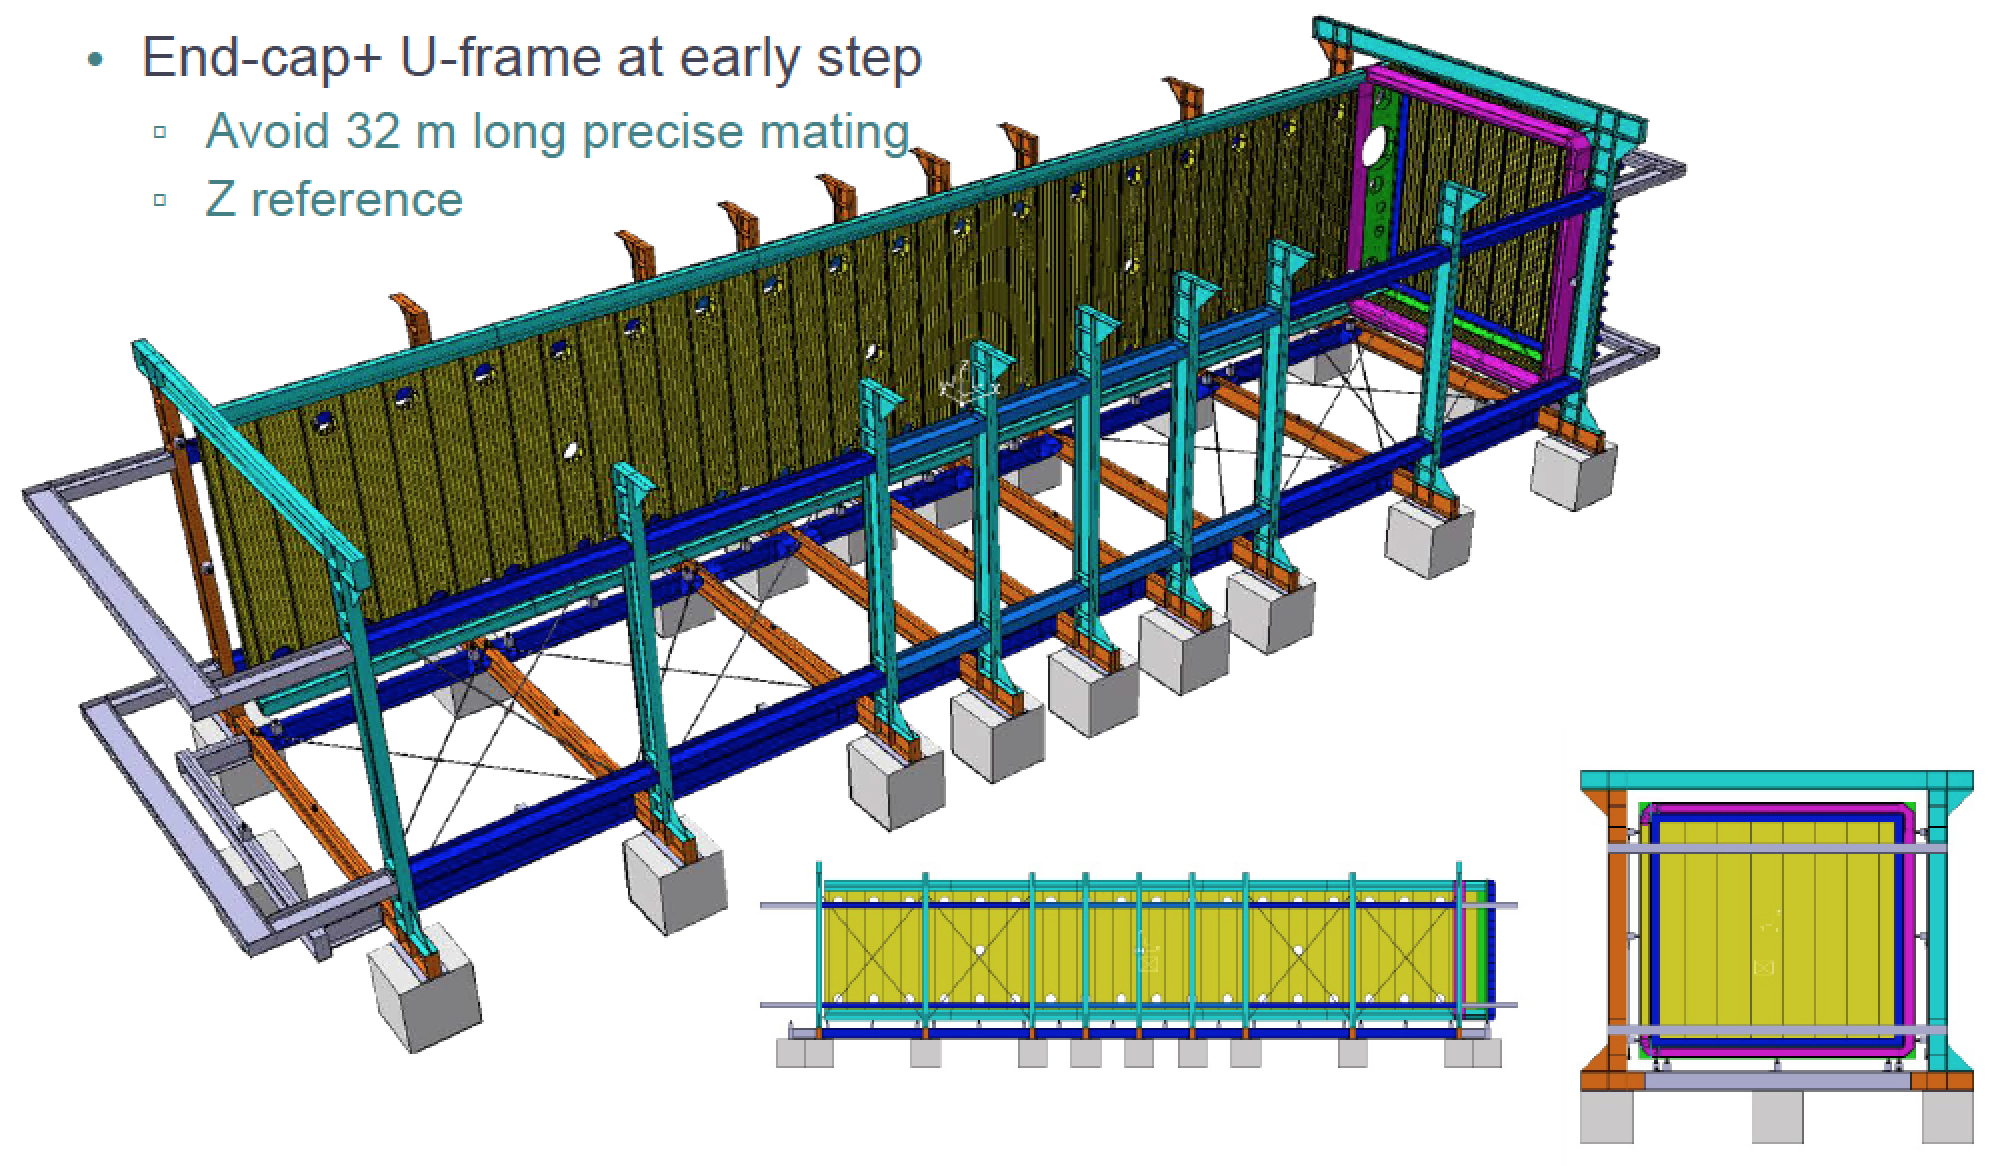 End-cap+ U-frame at early step
Avoid 32 m long precise mating
Z reference